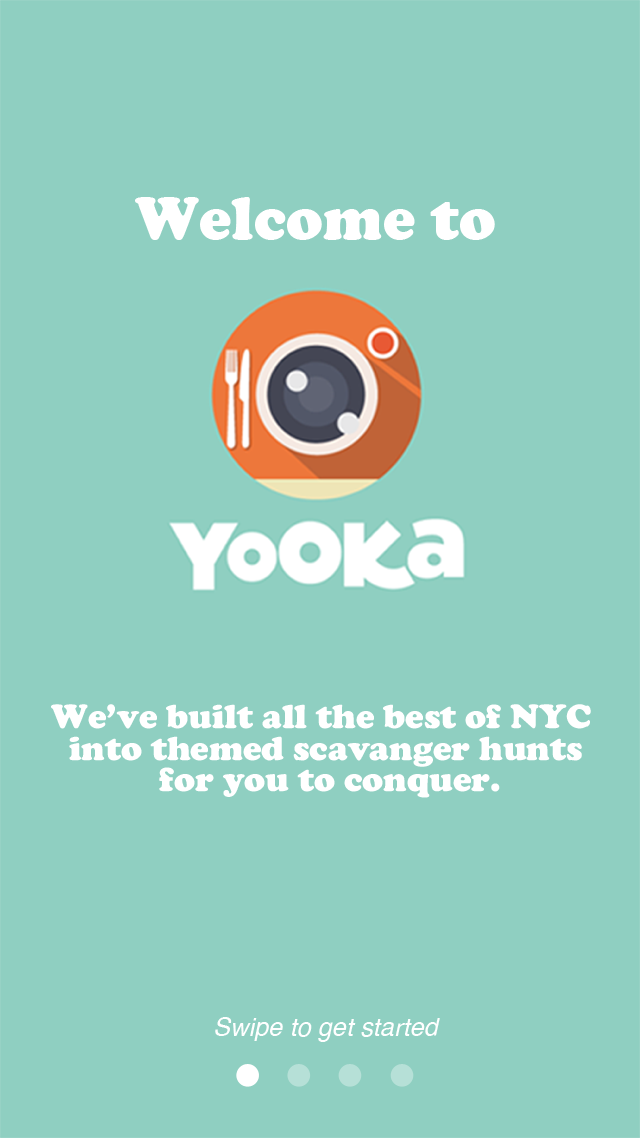 Welcome to
YOOKa
We've built all the best of NYC
into themed scavanger hunts
for you to conquer.
Swipe to get started